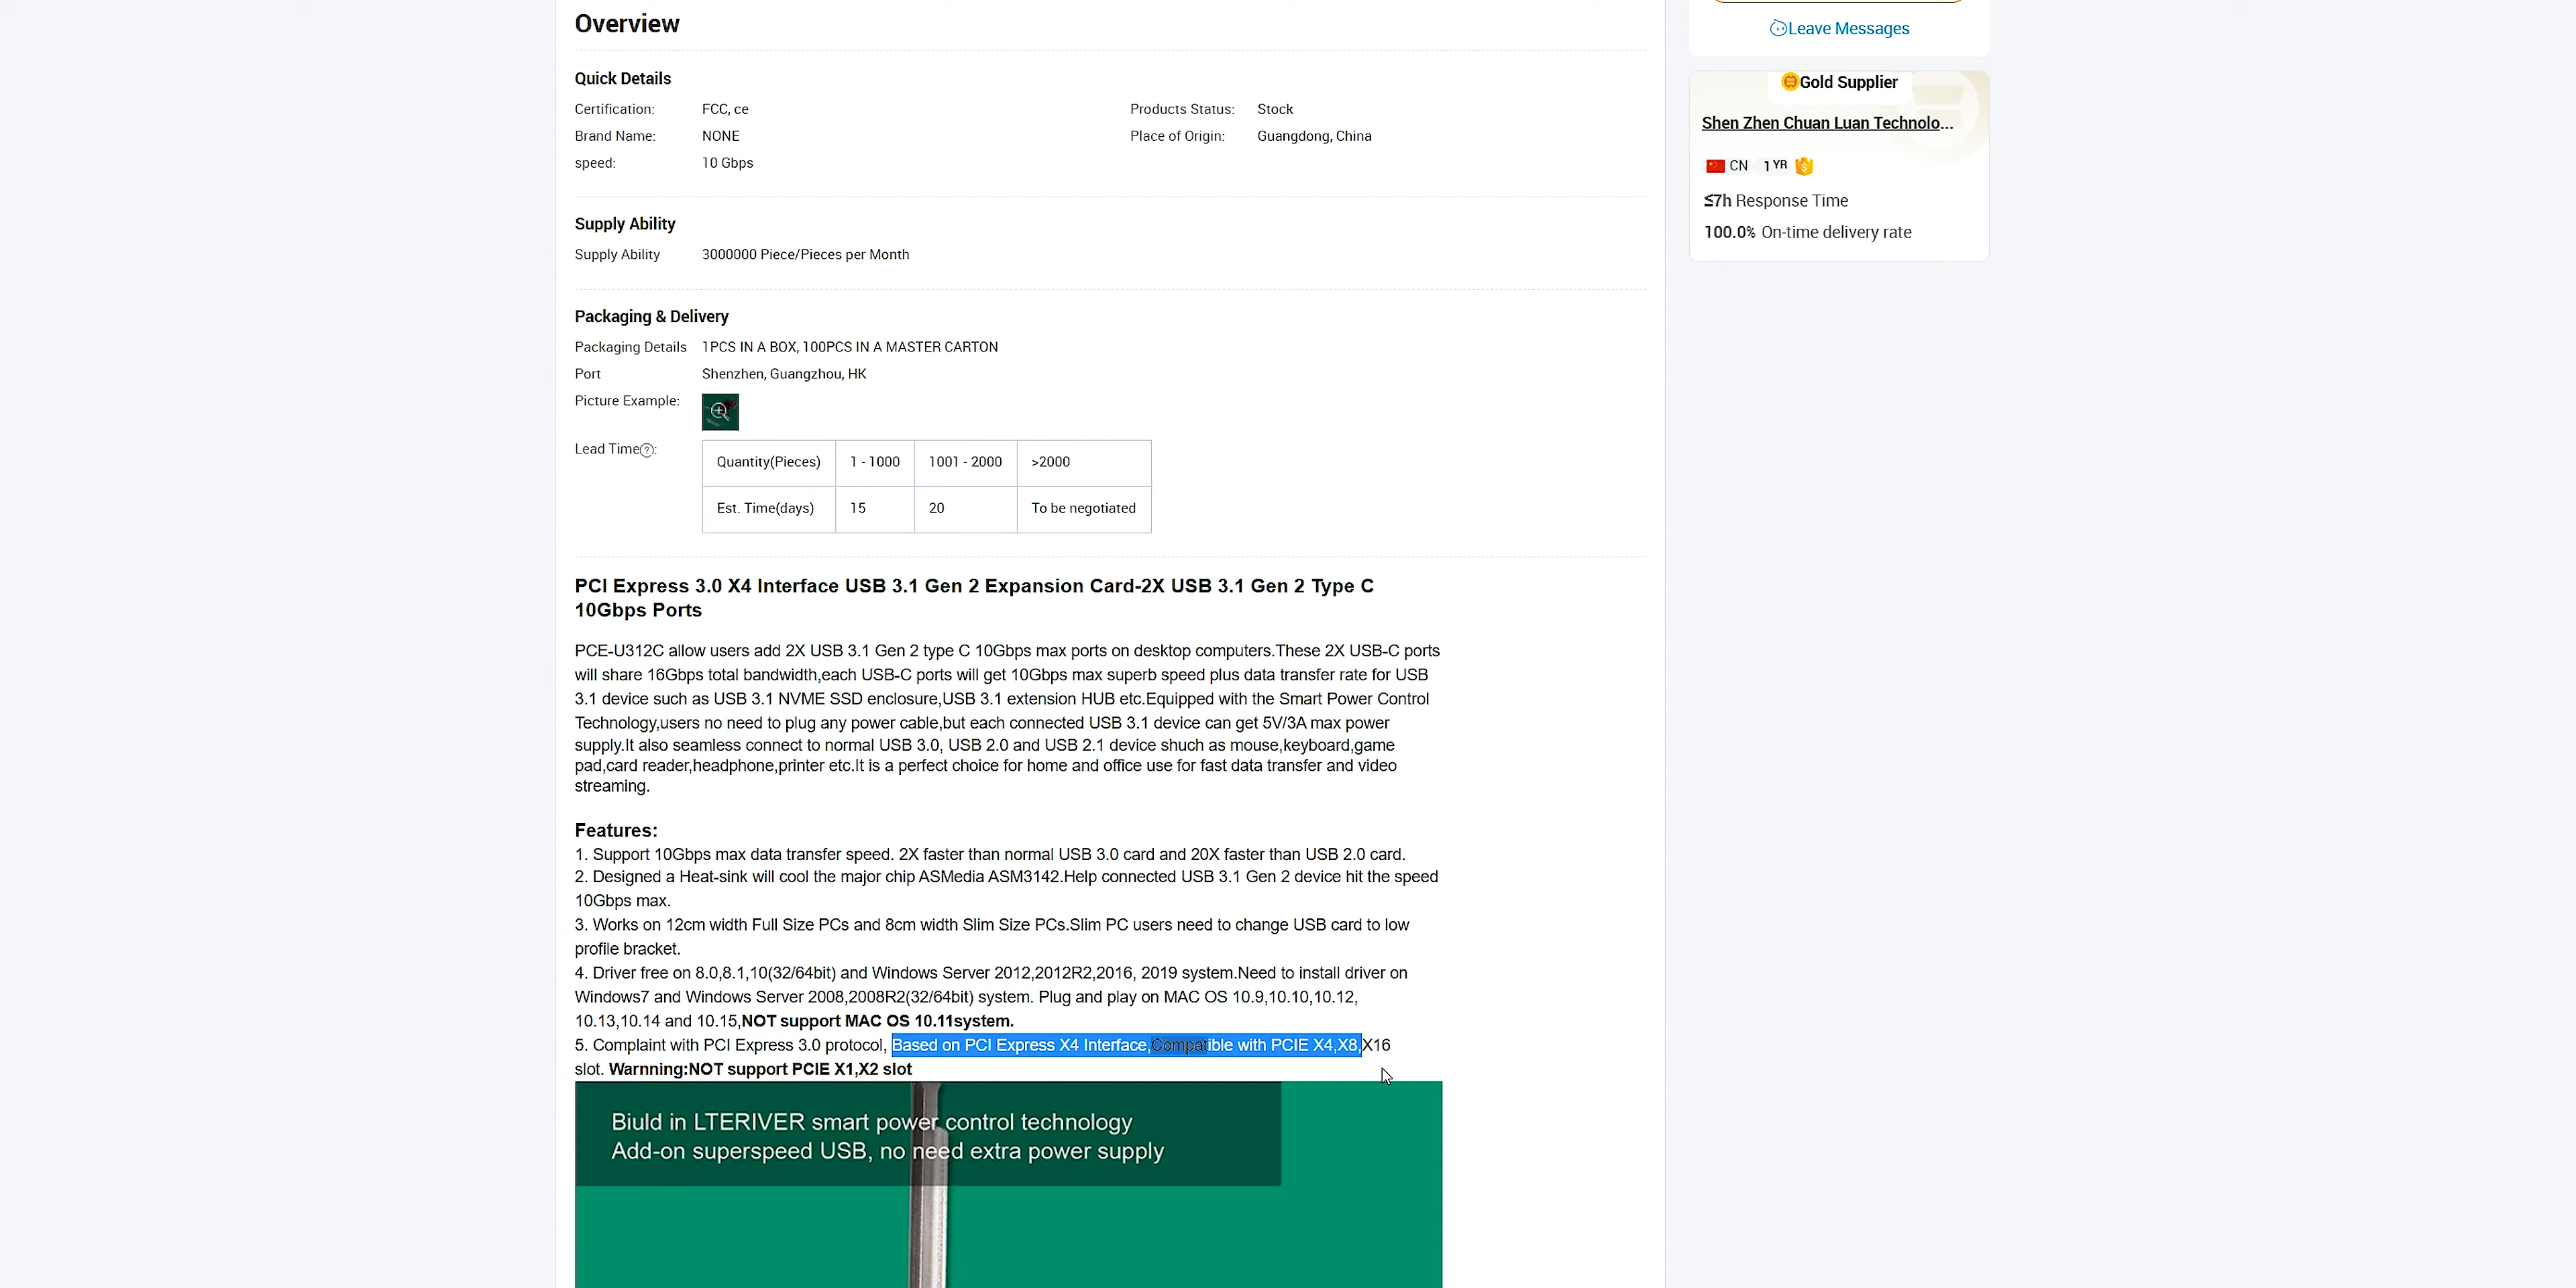 Overview
Leave Messages
Quick Details
Certification: FCC, ce Products Status: Stock
Brand Name: NONE Place of Origin: Guangdong, China
speed: 10 Gbps
Gold Supplier
Shen Zhen Chuan Luan Technolo...
CN 1 YR
≤7h Response Time
100.0% On-time delivery rate
Supply Ability
Supply Ability 3000000 Piece/Pieces per Month
Packaging & Delivery
Packaging Details 1PCS IN A BOX, 100PCS IN A MASTER CARTON
Port Shenzhen, Guangzhou, HK
Picture Example:
Lead Time?:
Quantity(Pieces) 1 - 1000 1001 - 2000 >2000
Est. Time(days) 15 20 To be negotiated
PCI Express 3.0 X4 Interface USB 3.1 Gen 2 Expansion Card-2X USB 3.1 Gen 2 Type C
10Gbps Ports
PCE-U312C allow users add 2X USB 3.1 Gen 2 type C 10Gbps max ports on desktop computers.These 2X USB-C ports
will share 16Gbps total bandwidth,each USB-C ports will get 10Gbps max superb speed plus data transfer rate for USB
3.1 device such as USB 3.1 NVME SSD enclosure,USB 3.1 extension HUB etc.Equipped with the Smart Power Control
Technology,users no need to plug any power cable,but each connected USB 3.1 device can get 5V/3A max power
supply.It also seamless connect to normal USB 3.0, USB 2.0 and USB 2.1 device shuch as mouse,keyboard,game
pad,card reader,headphone,printer etc.It is a perfect choice for home and office use for fast data transfer and video
streaming.
Features:
1. Support 10Gbps max data transfer speed. 2X faster than normal USB 3.0 card and 20X faster than USB 2.0 card.
2. Designed a Heat-sink will cool the major chip ASMedia ASM3142.Help connected USB 3.1 Gen 2 device hit the speed
10Gbps max.
3. Works on 12cm width Full Size PCs and 8cm width Slim Size PCs.Slim PC users need to change USB card to low
profile bracket.
4. Driver free on 8.0,8.1,10(32/64bit) and Windows Server 2012,2012R2,2016, 2019 system.Need to install driver on
Windows7 and Windows Server 2008,2008R2(32/64bit) system. Plug and play on MAC OS 10.9,10.10,10.12,
10.13,10.14 and 10.15,NOT support MAC OS 10.11system.
5. Complaint with PCI Express 3.0 protocol, Based on PCI Express X4 Interface,Compatible with PCIE X4,X8,X16
slot. Warnning:NOT support PCIE X1,X2 slot
Biuld in LTERIVER smart power control technology
Add-on superspeed USB, no need extra power supply